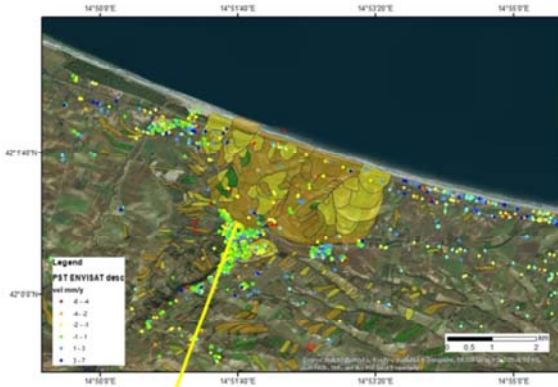 14°50'0"E 14°51'40"E 14°53'20"E 14°55'0"E
42°1'40"N
42°0'0"N
Legend
PST ENVISAT desc
vel mm/y
-4 - -2
-2 - -1
-1 - 1
1 - 3
3 - 7
km
0 0.5 1 2
14°50'0"E 14°51'40"E 14°53'20"E 14°55'0"E